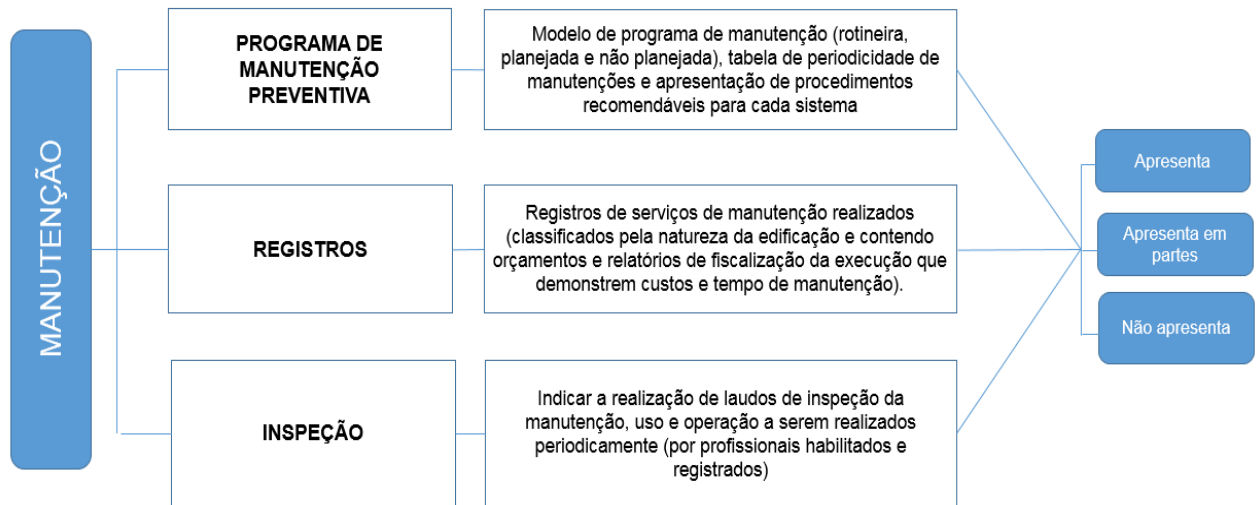 MANUTENÇÃO
PROGRAMA DE
MANUTENÇÃO
PREVENTIVA
Modelo de programa de manutenção (rotineira,
planejada e não planejada), tabela de periodicidade de
manutenções e apresentação de procedimentos
recomendáveis para cada sistema
REGISTROS
Registros de serviços de manutenção realizados
(classificados pela natureza da edificação e contendo
orçamentos e relatórios de fiscalização da execução que
demonstrem custos e tempo de manutenção).
INSPEÇÃO
Indicar a realização de laudos de inspeção da
manutenção, uso e operação a serem realizados
periodicamente (por profissionais habilitados e
registrados)
Apresenta
Apresenta em
partes
Não apresenta